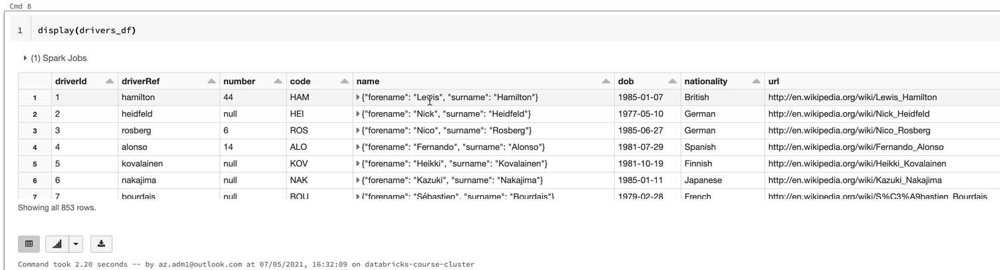 Cmd 8
1 display(drivers_df)
(1) Spark Jobs
driverId driverRef number code name dob nationality url
1 1 hamilton 44 HAM {"forename": "Lewis", "surname": "Hamilton"} 1985-01-07 British http://en.wikipedia.org/wiki/Lewis_Hamilton
2 2 heidfeld null HEI {"forename": "Nick", "surname": "Heidfeld"} 1977-05-10 German http://en.wikipedia.org/wiki/Nick_Heidfeld
3 3 rosberg 6 ROS {"forename": "Nico", "surname": "Rosberg"} 1985-06-27 German http://en.wikipedia.org/wiki/Nico_Rosberg
4 4 alonso 14 ALO {"forename": "Fernando", "surname": "Alonso"} 1981-07-29 Spanish http://en.wikipedia.org/wiki/Fernando_Alonso
5 5 kovalainen null KOV {"forename": "Heikki", "surname": "Kovalainen"} 1981-10-19 Finnish http://en.wikipedia.org/wiki/Heikki_Kovalainen
6 6 nakajima null NAK {"forename": "Kazuki", "surname": "Nakajima"} 1985-01-11 Japanese http://en.wikipedia.org/wiki/Kazuki_Nakajima
7 7 bourdais null BOU {"forename": "Sébastien", "surname": "Bourdais"} 1979-02-28 French http://en.wikipedia.org/wiki/S%C3%A9bastien_Bourdais
Showing all 853 rows.
Command took 2.20 seconds -- by az.adm1@outlook.com at 07/05/2021, 16:32:09 on databricks-course-cluster